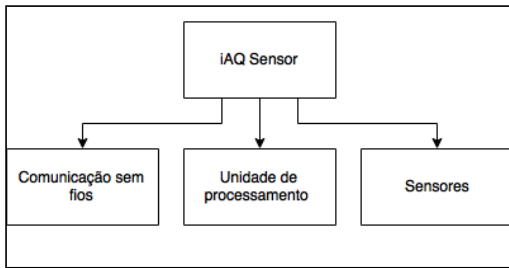 iAQ Sensor
Comunicação sem
fios
Unidade de
processamento
Sensores